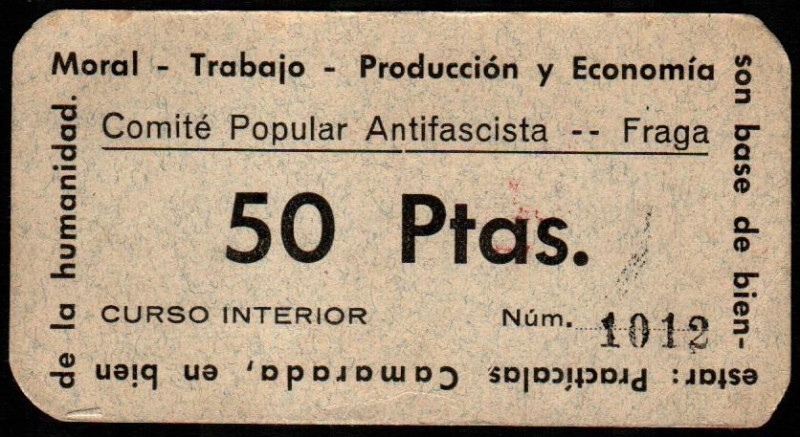 Moral - Trabajo - Producción y Economía
son base de bien-
estar: Practícalas Camarada, en bien
de la humanidad.
Comité Popular Antifascista -- Fraga
50 Ptas.
CURSO INTERIOR
Núm. 1012